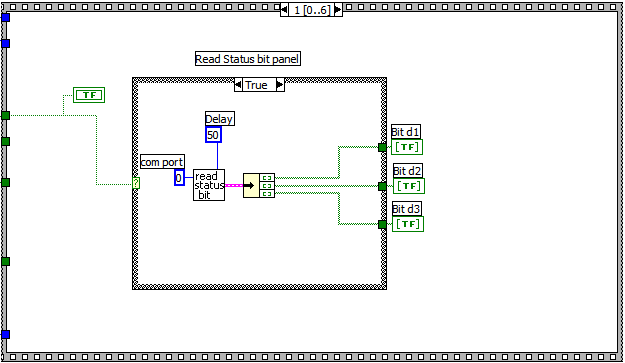 1 [0..6]
Read Status bit panel
True
TF
Delay
50
com port
0
read
status
bit
?
Bit d1
[TF]
Bit d2
[TF]
Bit d3
[TF]